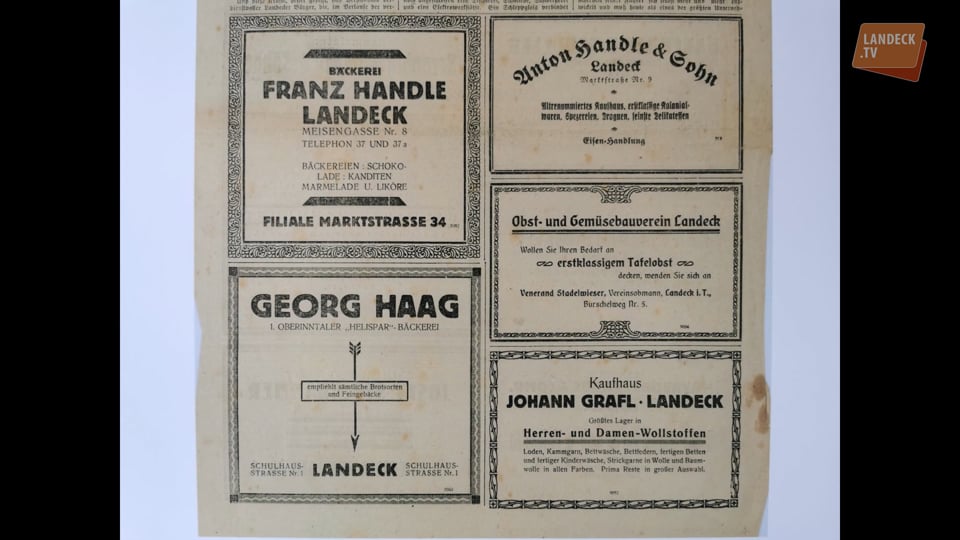 LANDECK
.TV
BÄCKEREI
FRANZ HANDLE
LANDECK
MEISENGASSE Nr. 8
TELEPHON 37 UND 37a
BÄCKEREIEN : SCHOKO-
LADE : KANDITEN
MARMELADE U. LIKÖRE
FILIALE MARKTSTRASSE 34
GEORG HAAG
1. OBERINNTALER „HELISPAR“-BÄCKEREI
empfiehlt sämtliche Brotsorten
und Feingebäcke
SCHULHAUS-
STRASSE Nr. 1
LANDECK
SCHULHAUS-
STRASSE Nr. 1
Anton Handle & Sohn
Landeck
Marktstraße Nr. 9
Altrenommiertes Kaufhaus, erstklassige Kolonial-
waren, Spezereien, Droguen, feinste Delikatessen
Eisen-Handlung
Obst- und Gemüsebauverein Landeck
Wollen Sie Ihren Bedarf an
erstklassigem Tafelobst
decken, wenden Sie sich an
Venerand Stadelwieser, Vereinsobmann, Landeck i. T.,
Burschelweg Nr. 5.
Kaufhaus
JOHANN GRAFL · LANDECK
Größtes Lager in
Herren- und Damen-Wollstoffen
Loden, Kammgarn, Bettwäsche, Bettfedern, fertigen Betten
und fertiger Kinderwäsche, Strickgarne in Wolle und Baum-
wolle in allen Farben. Prima Reste in großer Auswahl.